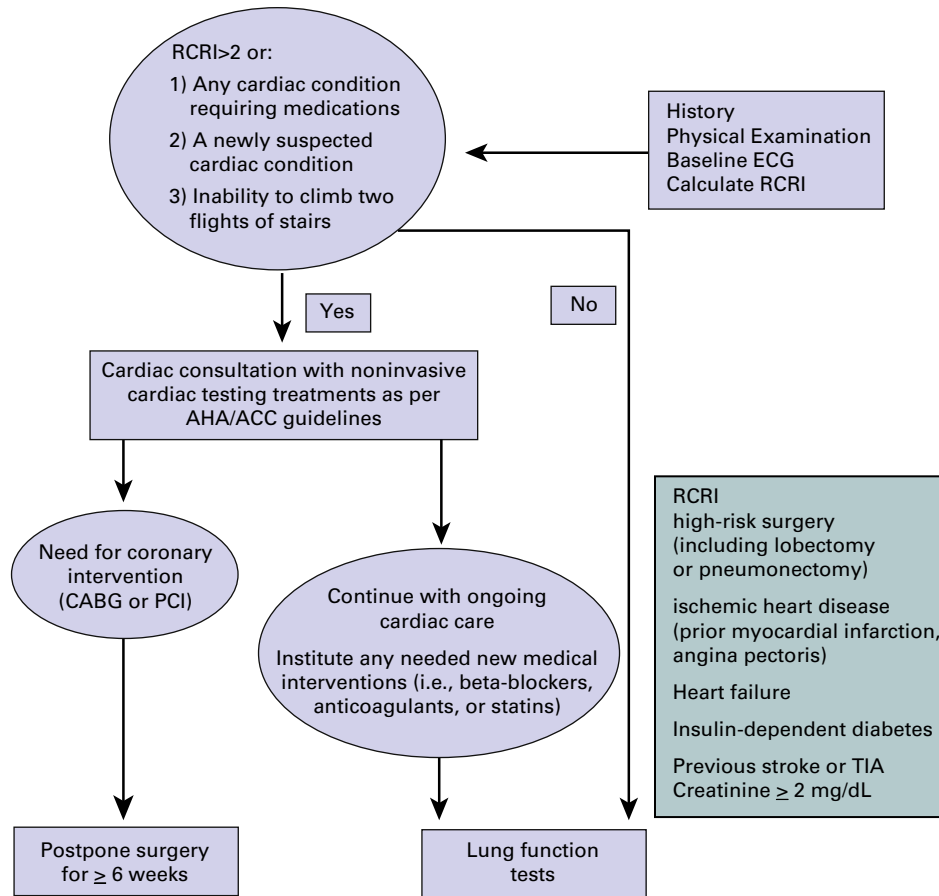 RCRI>2 or:
1) Any cardiac condition
requiring medications
2) A newly suspected
cardiac condition
3) Inability to climb two
flights of stairs
History
Physical Examination
Baseline ECG
Calculate RCRI
Yes
No
Cardiac consultation with noninvasive
cardiac testing treatments as per
AHA/ACC guidelines
Need for coronary
intervention
(CABG or PCI)
Continue with ongoing
cardiac care
Institute any needed new medical
interventions (i.e., beta-blockers,
anticoagulants, or statins)
RCRI
high-risk surgery
(including lobectomy
or pneumonectomy)
ischemic heart disease
(prior myocardial infarction,
angina pectoris)
Heart failure
Insulin-dependent diabetes
Previous stroke or TIA
Creatinine ≥ 2 mg/dL
Postpone surgery
for ≥ 6 weeks
Lung function
tests